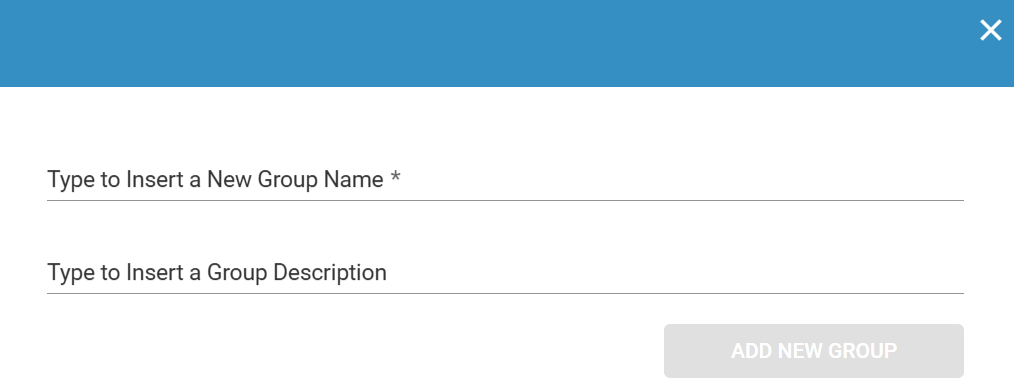 Type to Insert a New Group Name *
Type to Insert a Group Description
ADD NEW GROUP